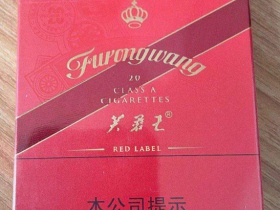 Furongwang
20
CLASS A
CIGARETTES
芙蓉王®
RED LABEL
本公司提示